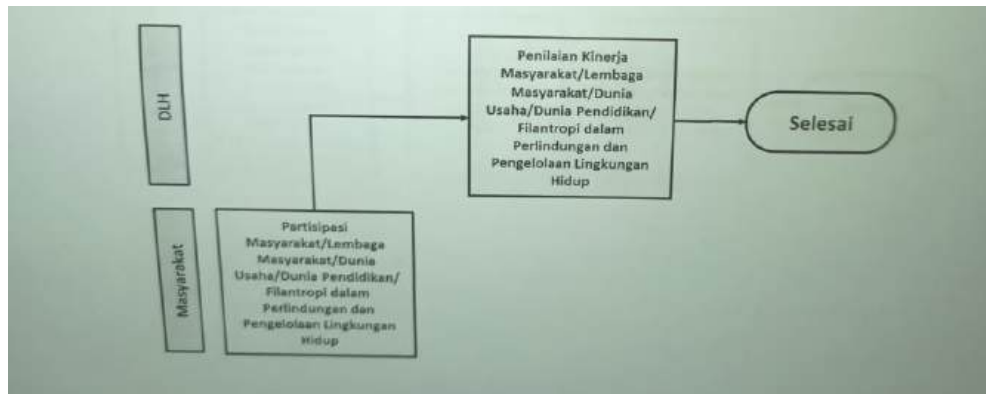 DLH
Penilaian Kinerja
Masyarakat/Lembaga
Masyarakat/Dunia
Usaha/Dunia Pendidikan/
Filantropi dalam
Perlindungan dan
Pengelolaan Lingkungan
Hidup
Selesai
Masyarakat
Partisipasi
Masyarakat/Lembaga
Masyarakat/Dunia
Usaha/Dunia Pendidikan/
Filantropi dalam
Perlindungan dan
Pengelolaan Lingkungan
Hidup